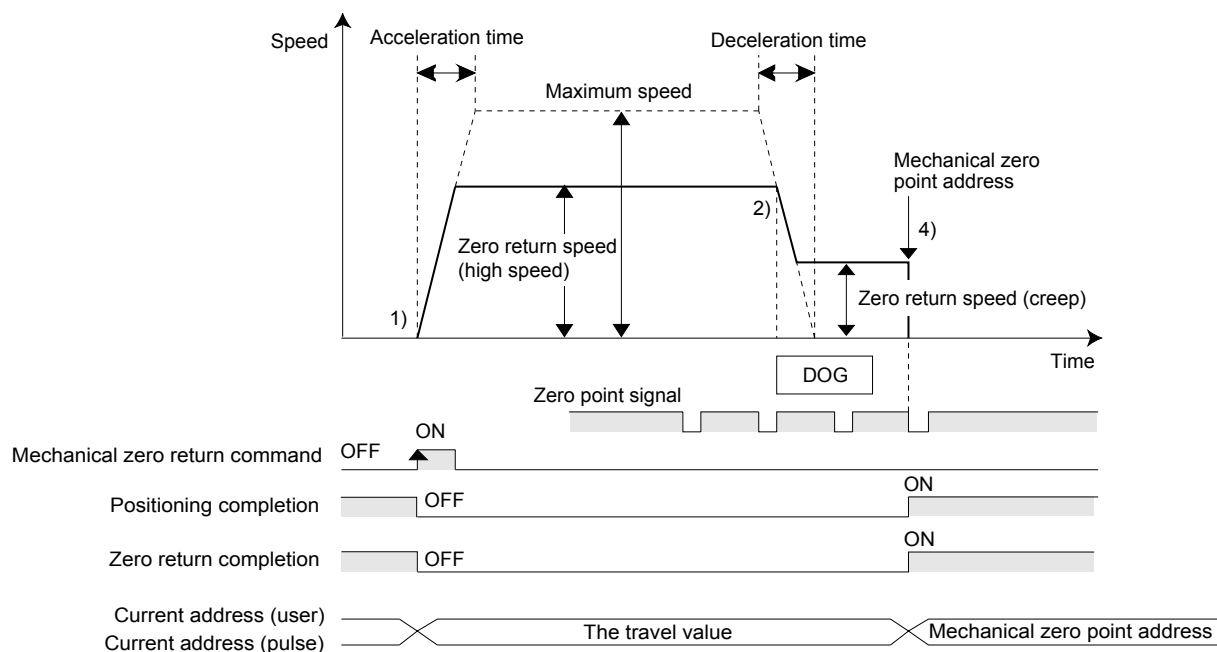 Speed
Acceleration time
Deceleration time
Maximum speed
Mechanical zero
point address
2)
4)
Zero return speed
(high speed)
Zero return speed (creep)
1)
Time
DOG
Zero point signal
ON
Mechanical zero return command
OFF
ON
Positioning completion
OFF
ON
Zero return completion
OFF
Current address (user)
Current address (pulse)
The travel value
Mechanical zero point address